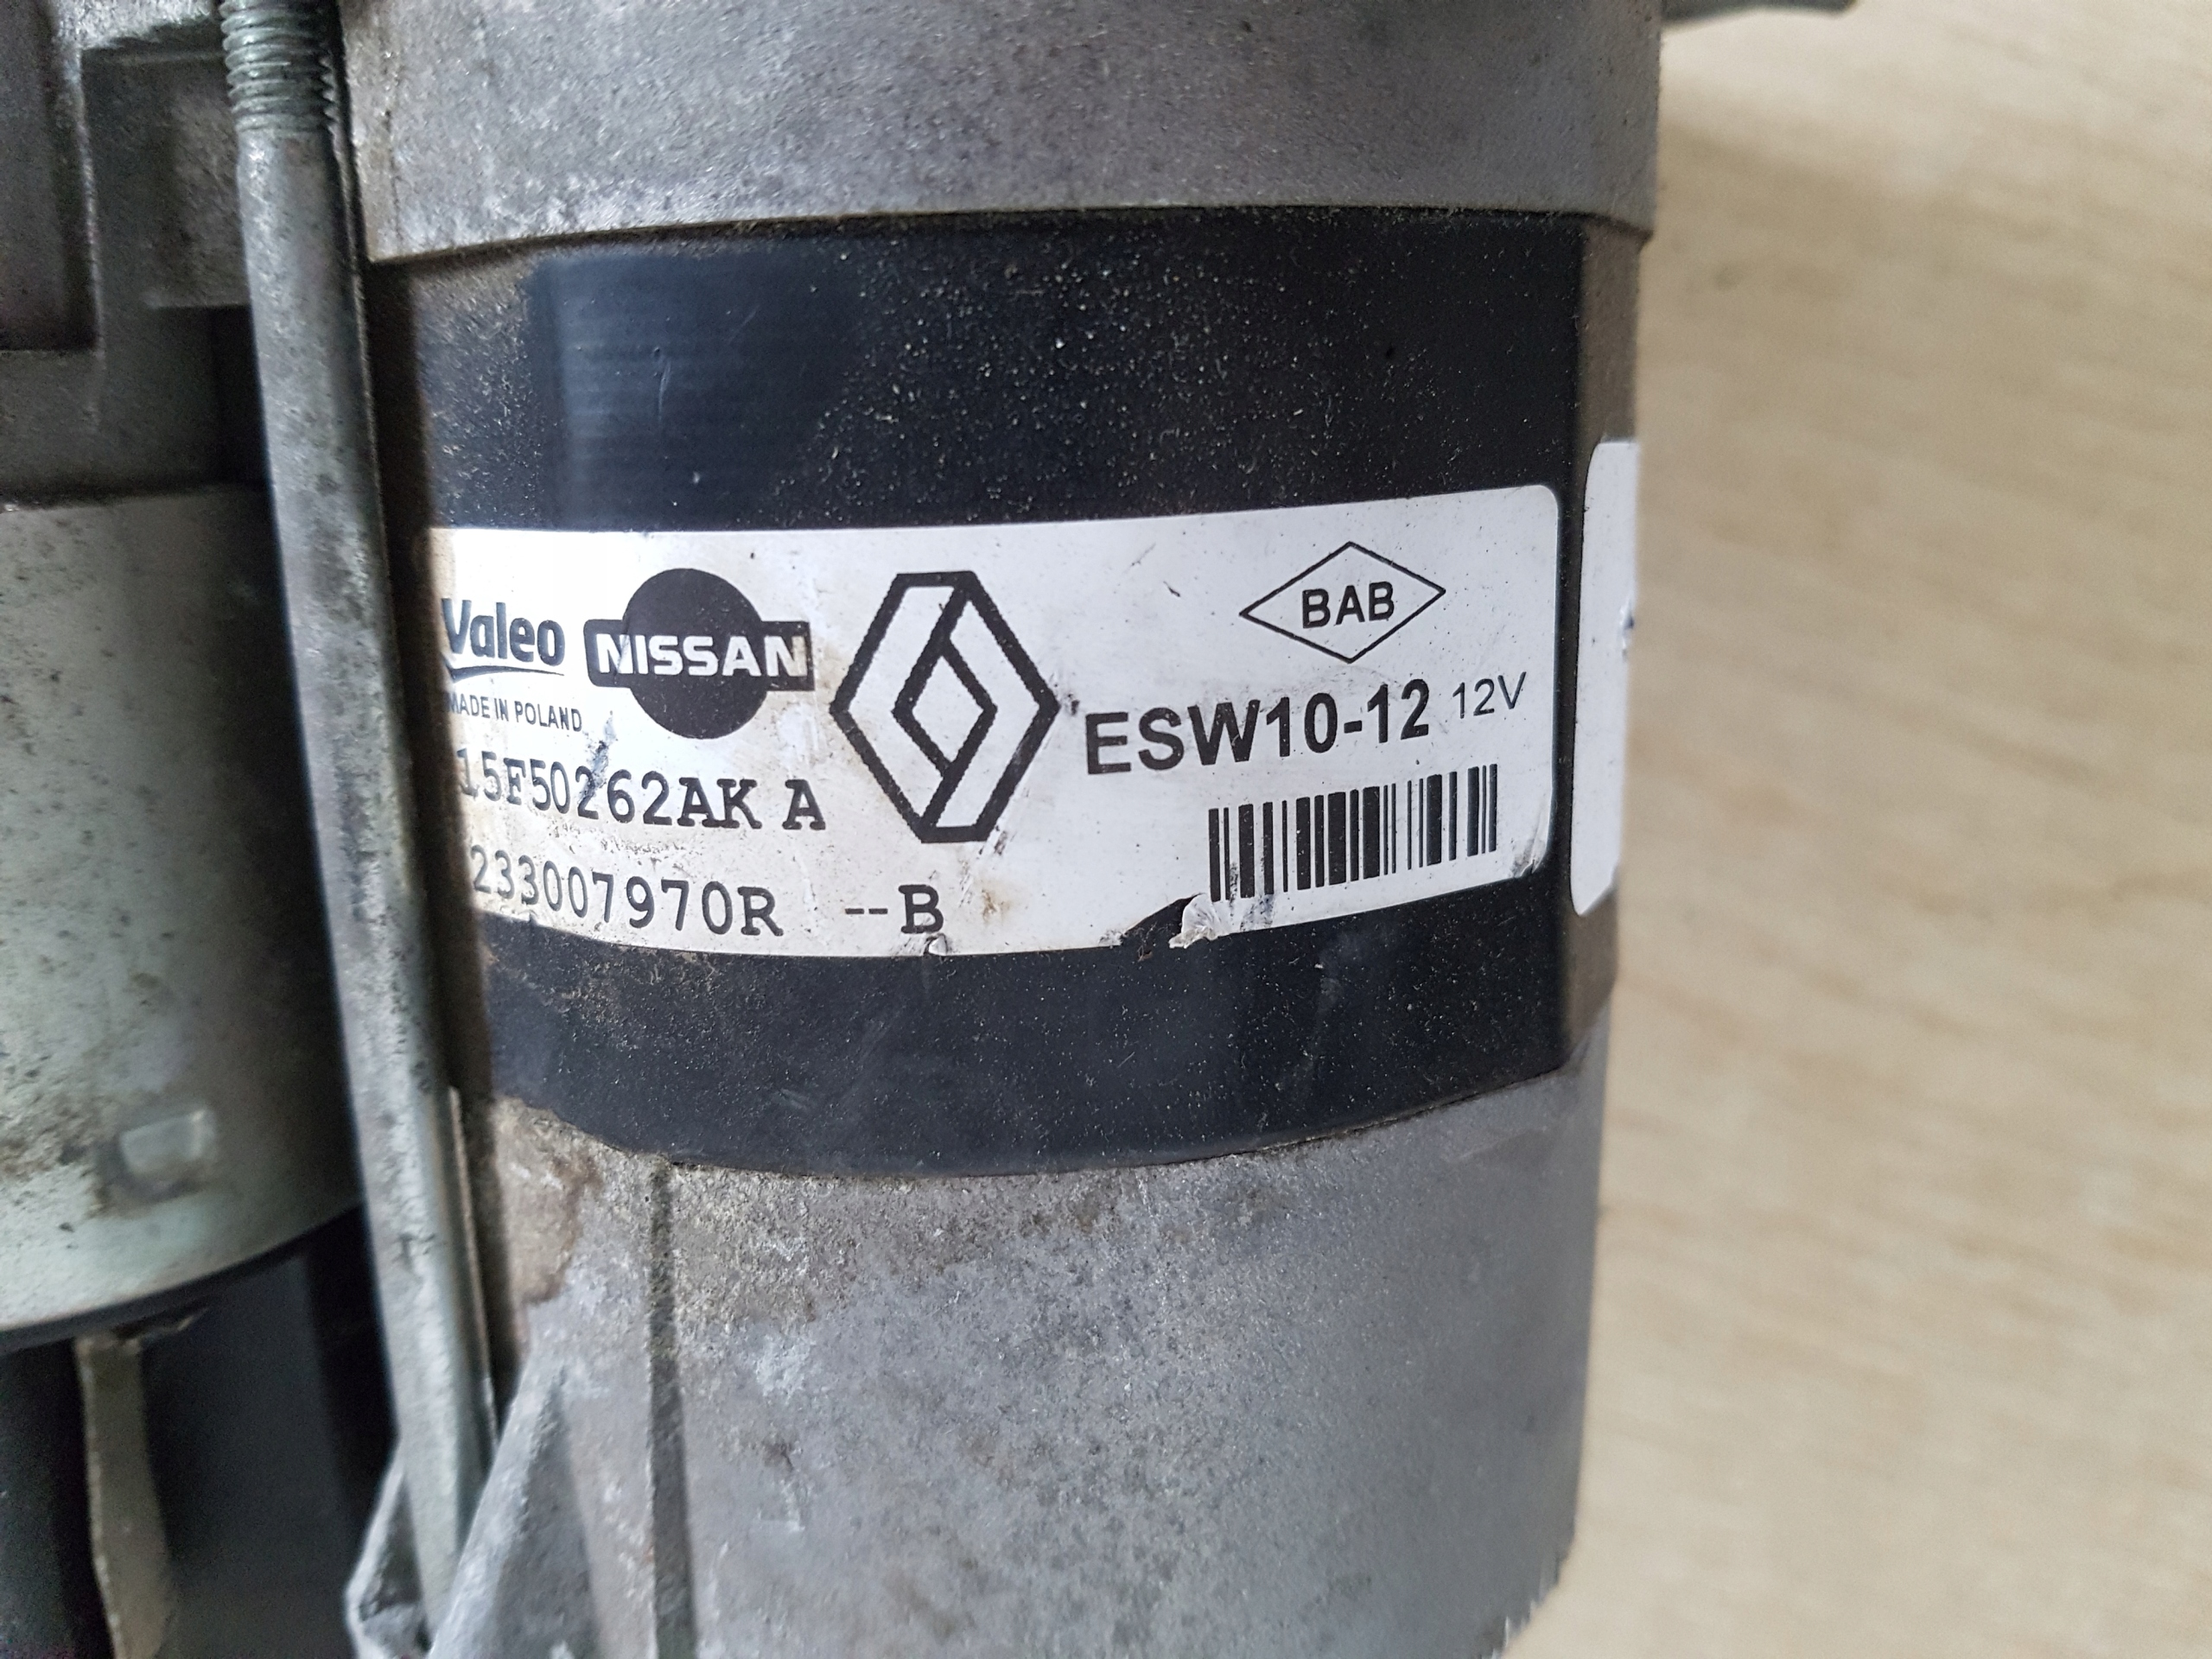 Valeo
NISSAN
MADE IN POLAND
15F50262AK A
233007970R --B
BAB
ESW10-12 12V